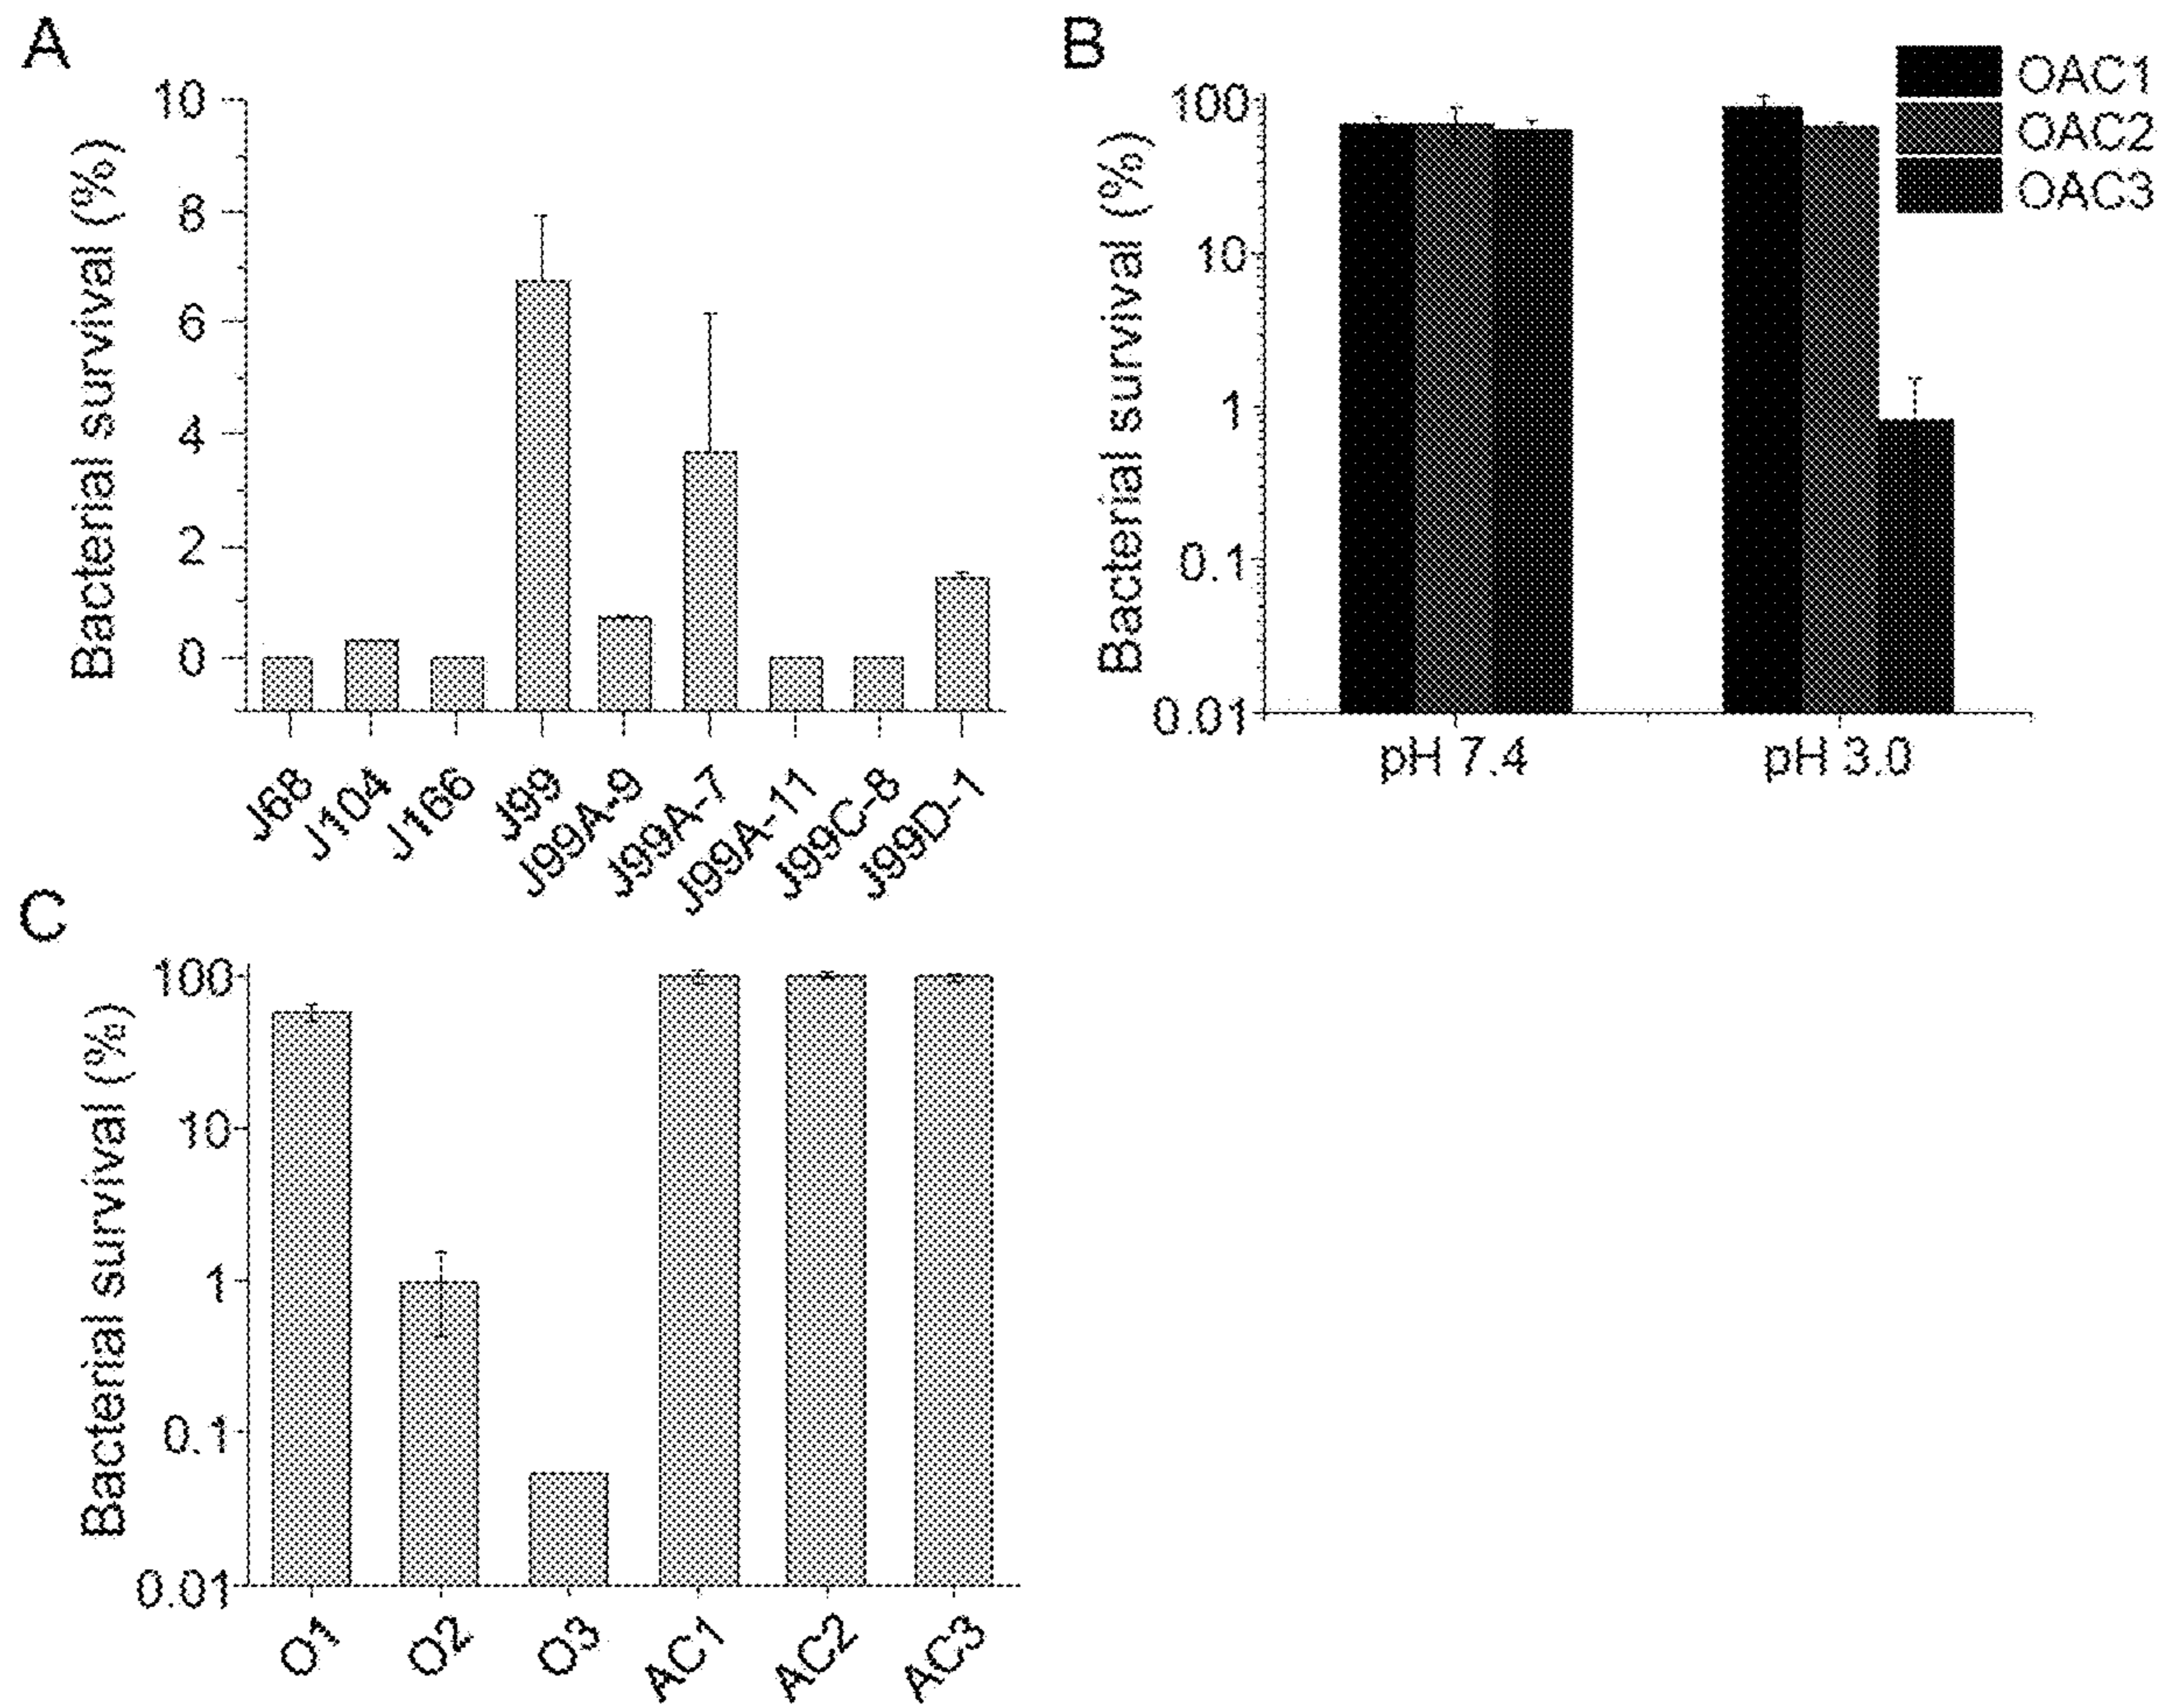 A
Bacterial survival (%)
10
8
6
4
2
0
J68
J104
J166
J99
J99A-9
J99A-7
J99A-11
J99C-8
J99D-1
B
Bacterial survival (%)
100
10
1
0.1
0.01
pH 7.4
pH 3.0
OAC1
OAC2
OAC3
C
Bacterial survival (%)
100
10
1
0.1
0.01
O1
O2
O3
AC1
AC2
AC3